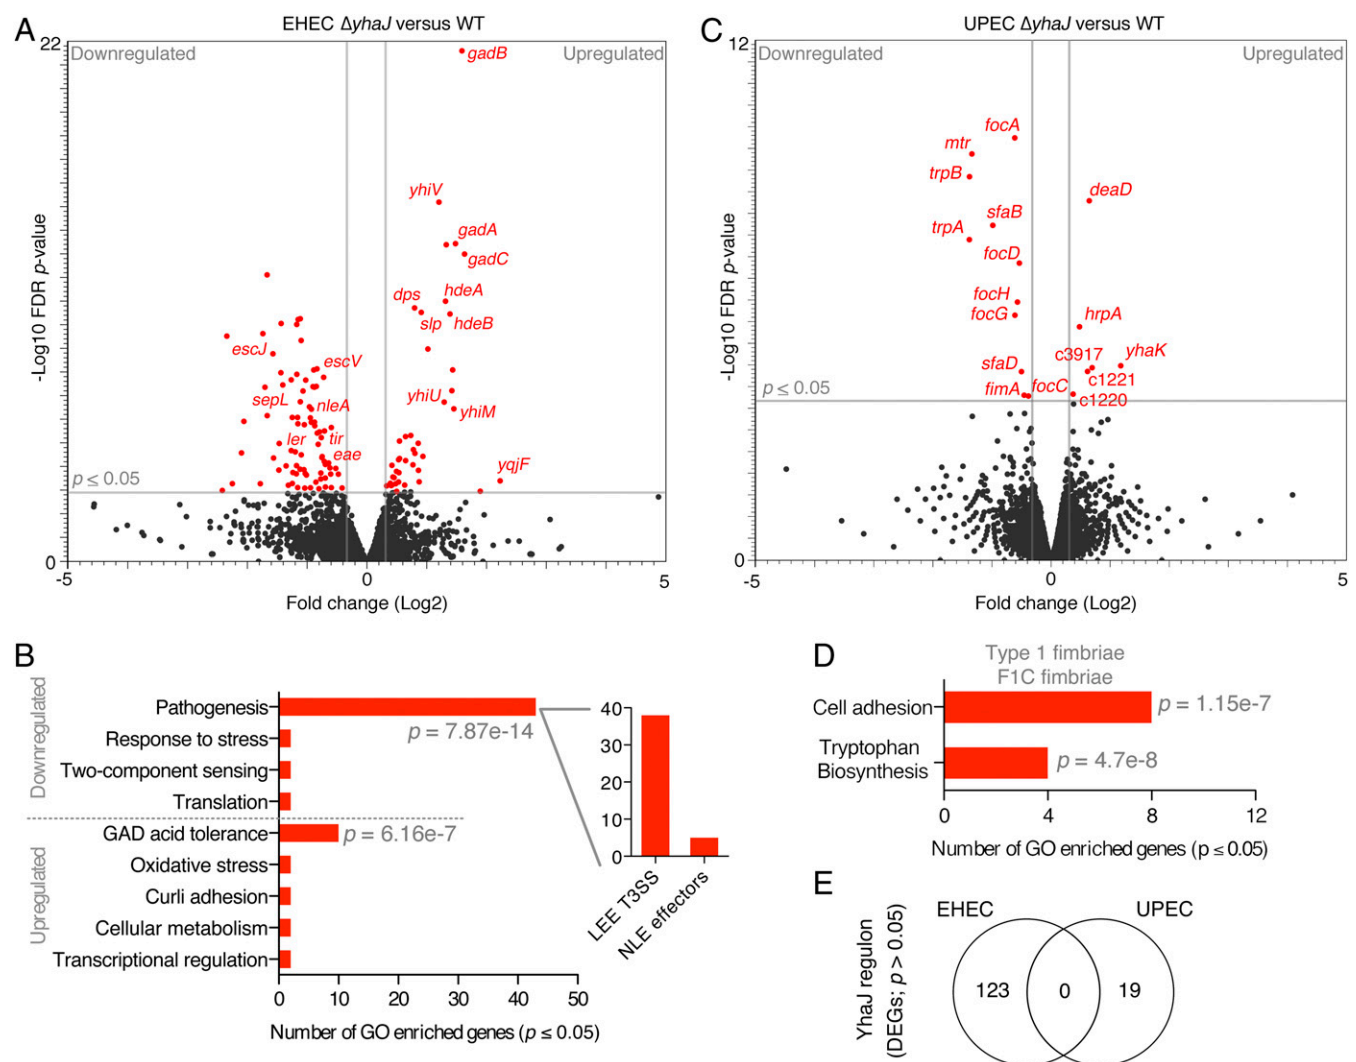 A
EHEC ΔyhaJ versus WT
22
Downregulated
Upregulated
gadB
yhiV
gadA
gadC
dps
hdeA
slp
hdeB
escJ
escV
sepL
nleA
yhiU
yhiM
ler
tir
eae
yqjF
p ≤ 0.05
-Log10 FDR p-value
0
-5
0
5
Fold change (Log2)
C
UPEC ΔyhaJ versus WT
12
Downregulated
Upregulated
focA
mtr
trpB
deaD
sfaB
trpA
focD
focH
focG
hrpA
c3917
yhaK
sfaD
c1221
fimA
focC
c1220
p ≤ 0.05
-Log10 FDR p-value
0
-5
0
5
Fold change (Log2)
B
Downregulated
Pathogenesis
p = 7.87e-14
Response to stress
Two-component sensing
Translation
Upregulated
GAD acid tolerance
p = 6.16e-7
Oxidative stress
Curli adhesion
Cellular metabolism
Transcriptional regulation
0 10 20 30 40 50
Number of GO enriched genes (p ≤ 0.05)
40
30
20
10
0
LEE T3SS
NLE effectors
D
Type 1 fimbriae
F1C fimbriae
Cell adhesion
p = 1.15e-7
Tryptophan
Biosynthesis
p = 4.7e-8
0 4 8 12
Number of GO enriched genes (p ≤ 0.05)
E
EHEC
UPEC
YhaJ regulon
(DEGs; p > 0.05)
123
0
19